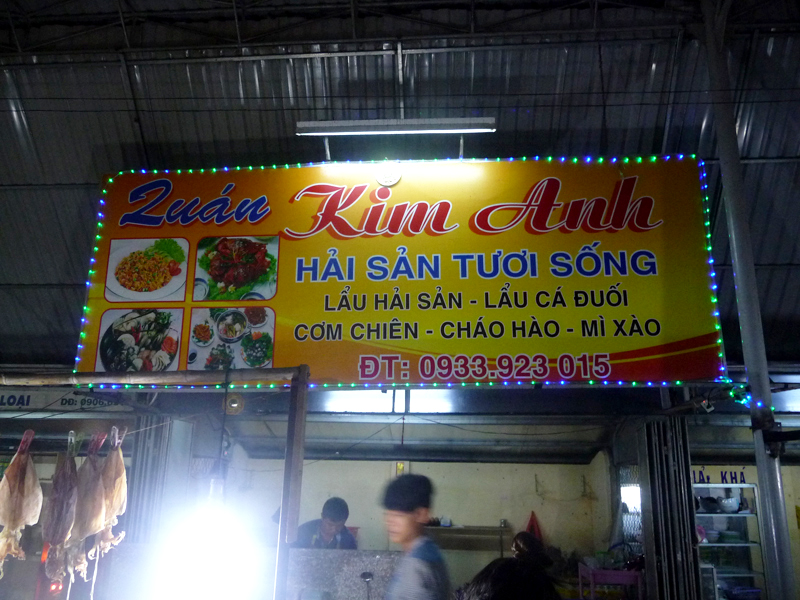 Quán Kim Anh
HẢI SẢN TƯƠI SỐNG
LẨU HẢI SẢN - LẨU CÁ ĐUỐI
CƠM CHIÊN - CHÁO HÀO - MÌ XÀO
ĐT: 0933.923 015
LOẠI